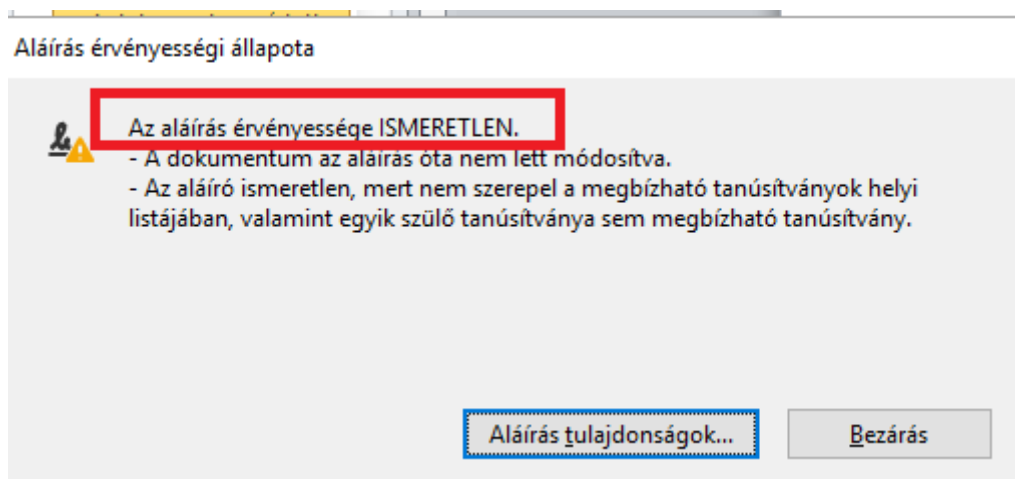 Aláírás érvényességi állapota
Az aláírás érvényessége ISMERETLEN.
- A dokumentum az aláírás óta nem lett módosítva.
- Az aláíró ismeretlen, mert nem szerepel a megbízható tanúsítványok helyi
listájában, valamint egyik szülő tanúsítványa sem megbízható tanúsítvány.
Aláírás tulajdonságok...
Bezárás